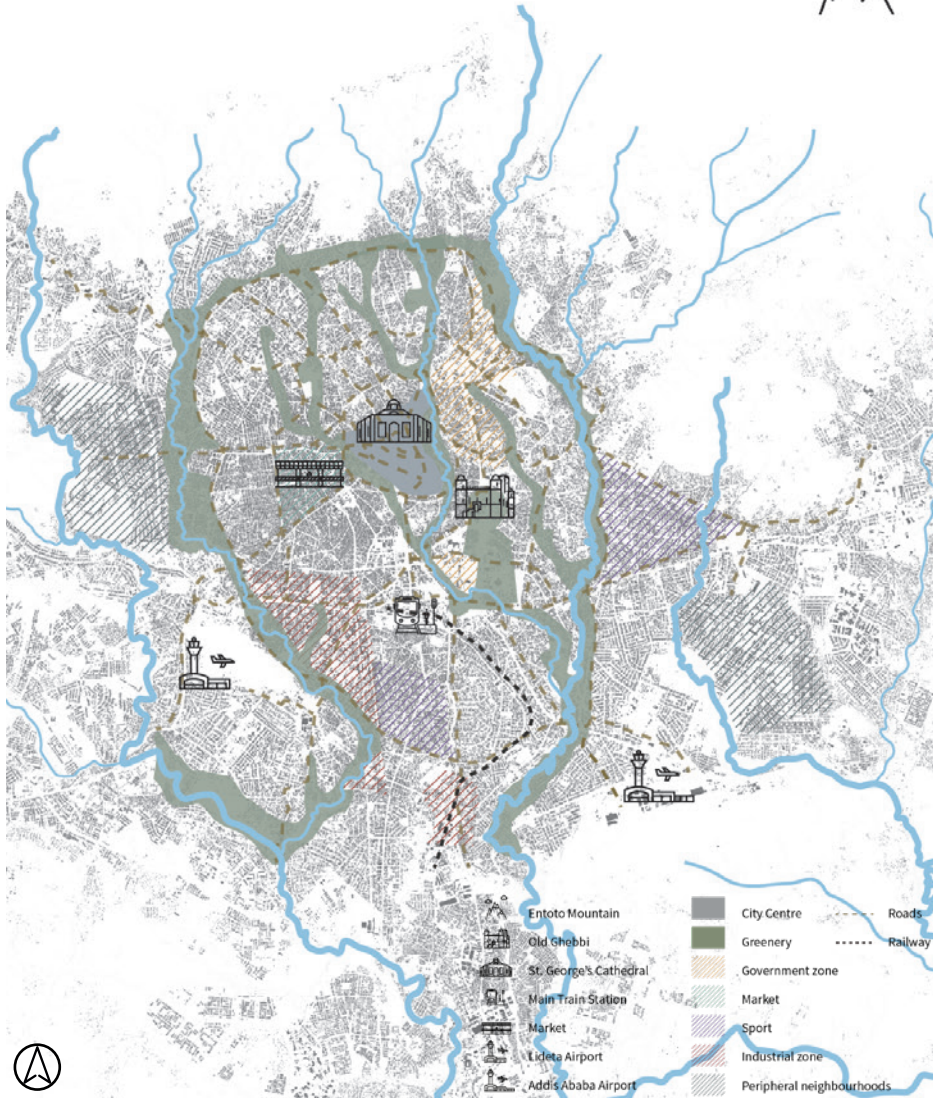 Entoto Mountain
Old Ghebbi
St. George's Cathedral
Main Train Station
Market
Lideta Airport
Addis Ababa Airport
City Centre
Greenery
Government zone
Market
Sport
Industrial zone
Peripheral neighbourhoods
Roads
Railway